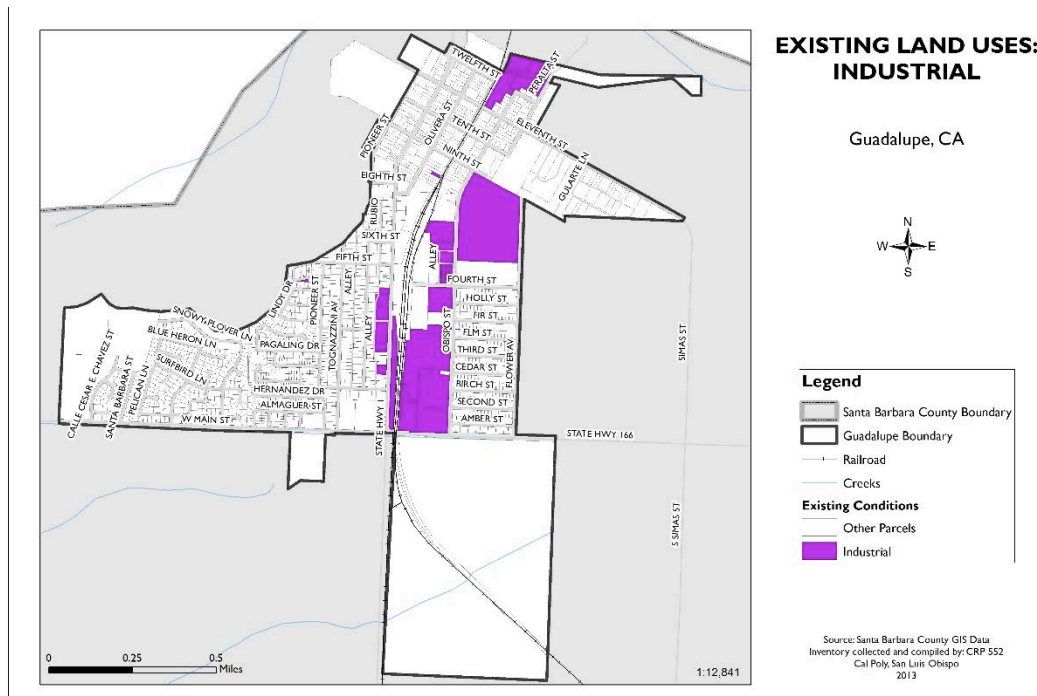 EXISTING LAND USES:
INDUSTRIAL
Guadalupe, CA
N
W E
S
TWELFTH ST
PERALTA ST
OLIVERA ST
PIONEER ST
TENTH ST
ELEVENTH ST
NINTH ST
GULARTE LN
EIGHTH ST
RUBIO
SIXTH ST
FIFTH ST
ALLEY
ALLEY
FOURTH ST
LINDY DR
PIONEER ST
HOLLY ST
SNOWY PLOVER LN
FIR ST
TOGNAZZINI AV
ALLEY
OBISPO ST
ELM ST
SIMAS ST
BLUE HERON LN
PAGALING DR
THIRD ST
CALLE CESAR E CHAVEZ ST
SANTA BARBARA ST
PELICAN LN
SURFBIRD LN
CEDAR ST
FLOWER AV
HERNANDEZ DR
BIRCH ST
ALMAGUER ST
SECOND ST
W MAIN ST
AMBER ST
STATE HWY 1
STATE HWY 166
S SIMAS ST
Legend
Santa Barbara County Boundary
Guadalupe Boundary
Railroad
Creeks
Existing Conditions
Other Parcels
Industrial
0 0.25 0.5
Miles
1:12,841
Source: Santa Barbara County GIS Data
Inventory collected and compiled by: CRP 552
Cal Poly, San Luis Obispo
2013